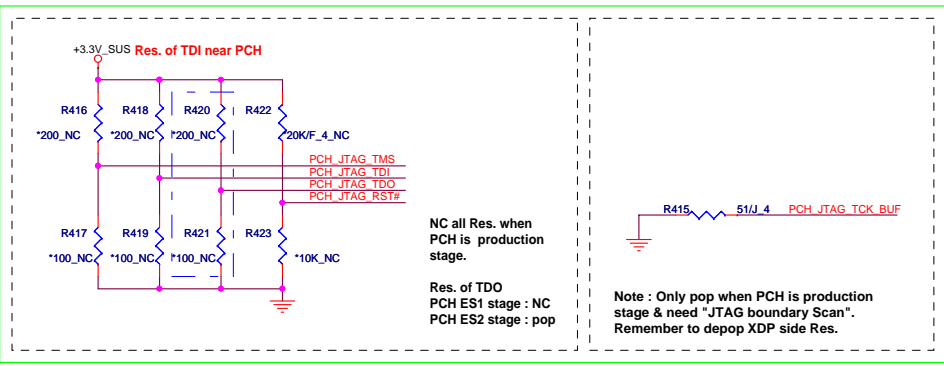 +3.3V_SUS Res. of TDI near PCH
R416 R418 R420 R422
*200_NC *200_NC *200_NC *20K/F_4_NC
PCH_JTAG_TMS
PCH_JTAG_TDI
PCH_JTAG_TDO
PCH_JTAG_RST#
R417 R419 R421 R423
*100_NC *100_NC *100_NC *10K_NC
NC all Res. when
PCH is production
stage.
Res. of TDO
PCH ES1 stage : NC
PCH ES2 stage : pop
R415 51/J_4 PCH_JTAG_TCK_BUF
Note : Only pop when PCH is production
stage & need "JTAG boundary Scan".
Remember to depop XDP side Res.